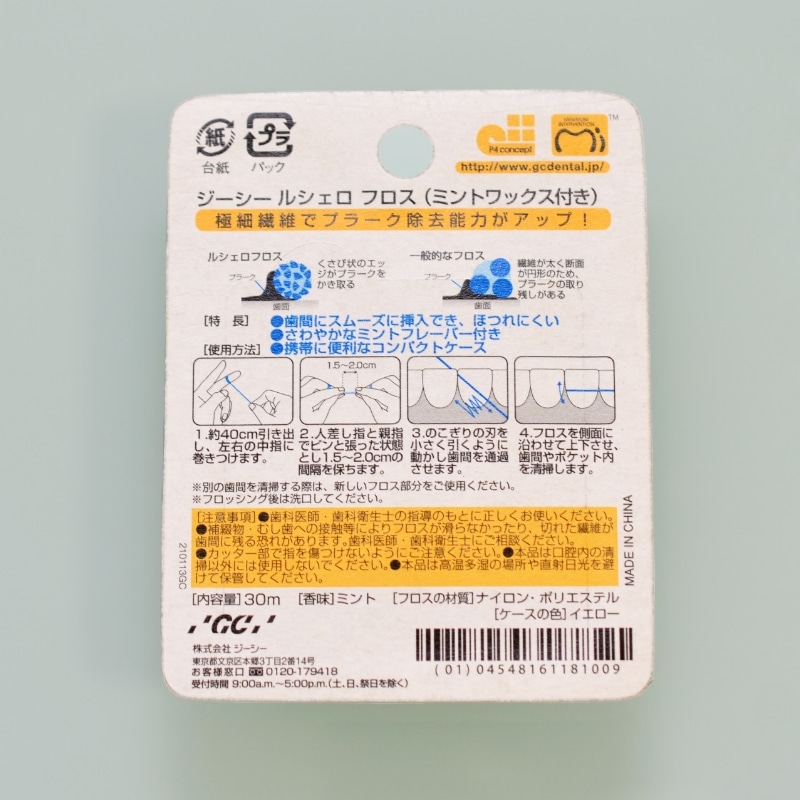 紙
台紙
プラ
パック
P4 concept
MINIMUM INTERVENTION
Mi
™
http://www.gcdental.jp/
ジーシー ルシェロ フロス（ミントワックス付き）
極細繊維でプラーク除去能力がアップ！
ルシェロフロス
プラーク
歯面
くさび状のエッ
ジがプラークを
かき取る
一般的なフロス
プラーク
歯面
繊維が太く断面
が円形のため、
プラークの取り
残しがある
[特 長] ●歯間にスムーズに挿入でき、ほつれにくい
●さわやかなミントフレーバー付き
[使用方法] ●携帯に便利なコンパクトケース
1.5〜2.0cm
1.約40cm引き出
し、左右の中指に
巻きつけます。
2.人差し指と親指
でピンと張った状態
とし1.5〜2.0cmの
間隔を保ちます。
3.のこぎりの刃を
小さく引くように
動かし歯間を通過
させます。
4.フロスを側面に
沿わせて上下させ、
歯間やポケット内
を清掃します。
※別の歯間を清掃する際は、新しいフロス部分をご使用ください。
※フロッシング後は洗口してください。
[注意事項] ●歯科医師・歯科衛生士の指導のもとに正しくお使いください。
●補綴物・むし歯への接触等によりフロスが滑らなかったり、切れた繊維が
歯間に残る恐れがあります。歯科医師・歯科衛生士にご相談ください。
●カッター部で指を傷つけないようにご注意ください。●本品は口腔内の清
掃以外には使用しないでください。●本品は高温多湿の場所や直射日光を避
けて保管してください。
210113GC
MADE IN CHINA
[内容量]30m [香味]ミント [フロスの材質]ナイロン・ポリエステル
[ケースの色]イエロー
GC
株式会社 ジーシー
東京都文京区本郷3丁目2番14号
お客様窓口 0120-179418
受付時間 9:00a.m.〜5:00p.m.(土、日、祭日を除く)
(01)04548161181009